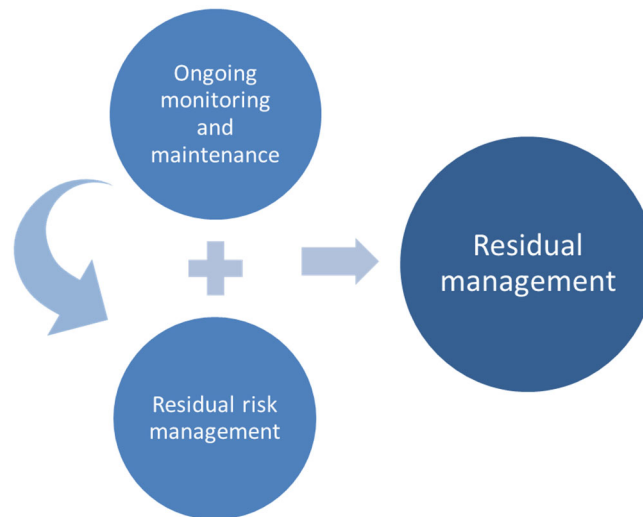 Ongoing
monitoring
and
maintenance
Residual
management
Residual risk
management